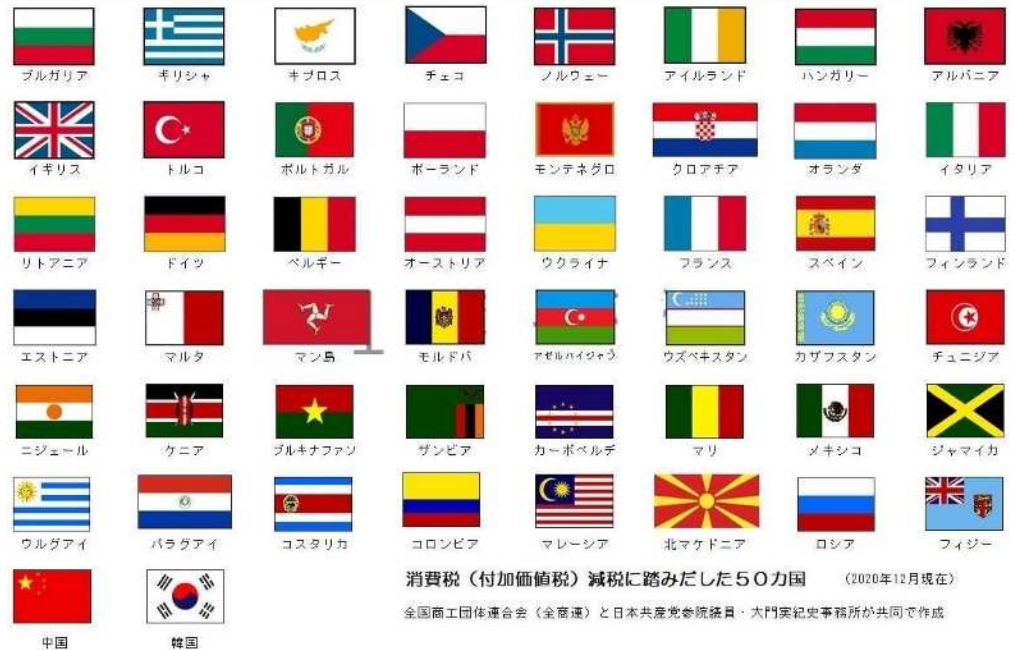 ブルガリア ギリシャ キプロス チェコ ノルウェー アイルランド ハンガリー アルバニア
イギリス トルコ ポルトガル ポーランド モンテネグロ クロアチア オランダ イタリア
リトアニア ドイツ ベルギー オーストリア ウクライナ フランス スペイン フィンランド
エストニア マルタ マン島 モルドバ アゼルバイジャン ウズベキスタン カザフスタン チュニジア
ニジェール ケニア ブルキナファソ ザンビア カーボベルデ マリ メキシコ ジャマイカ
ウルグアイ パラグアイ コスタリカ コロンビア マレーシア 北マケドニア ロシア フィジー
中国 韓国
消費税（付加価値税）減税に踏みだした50カ国 （2020年12月現在）
全国商工団体連合会（全商連）と日本共産党参院議員・大門実紀史事務所が共同で作成